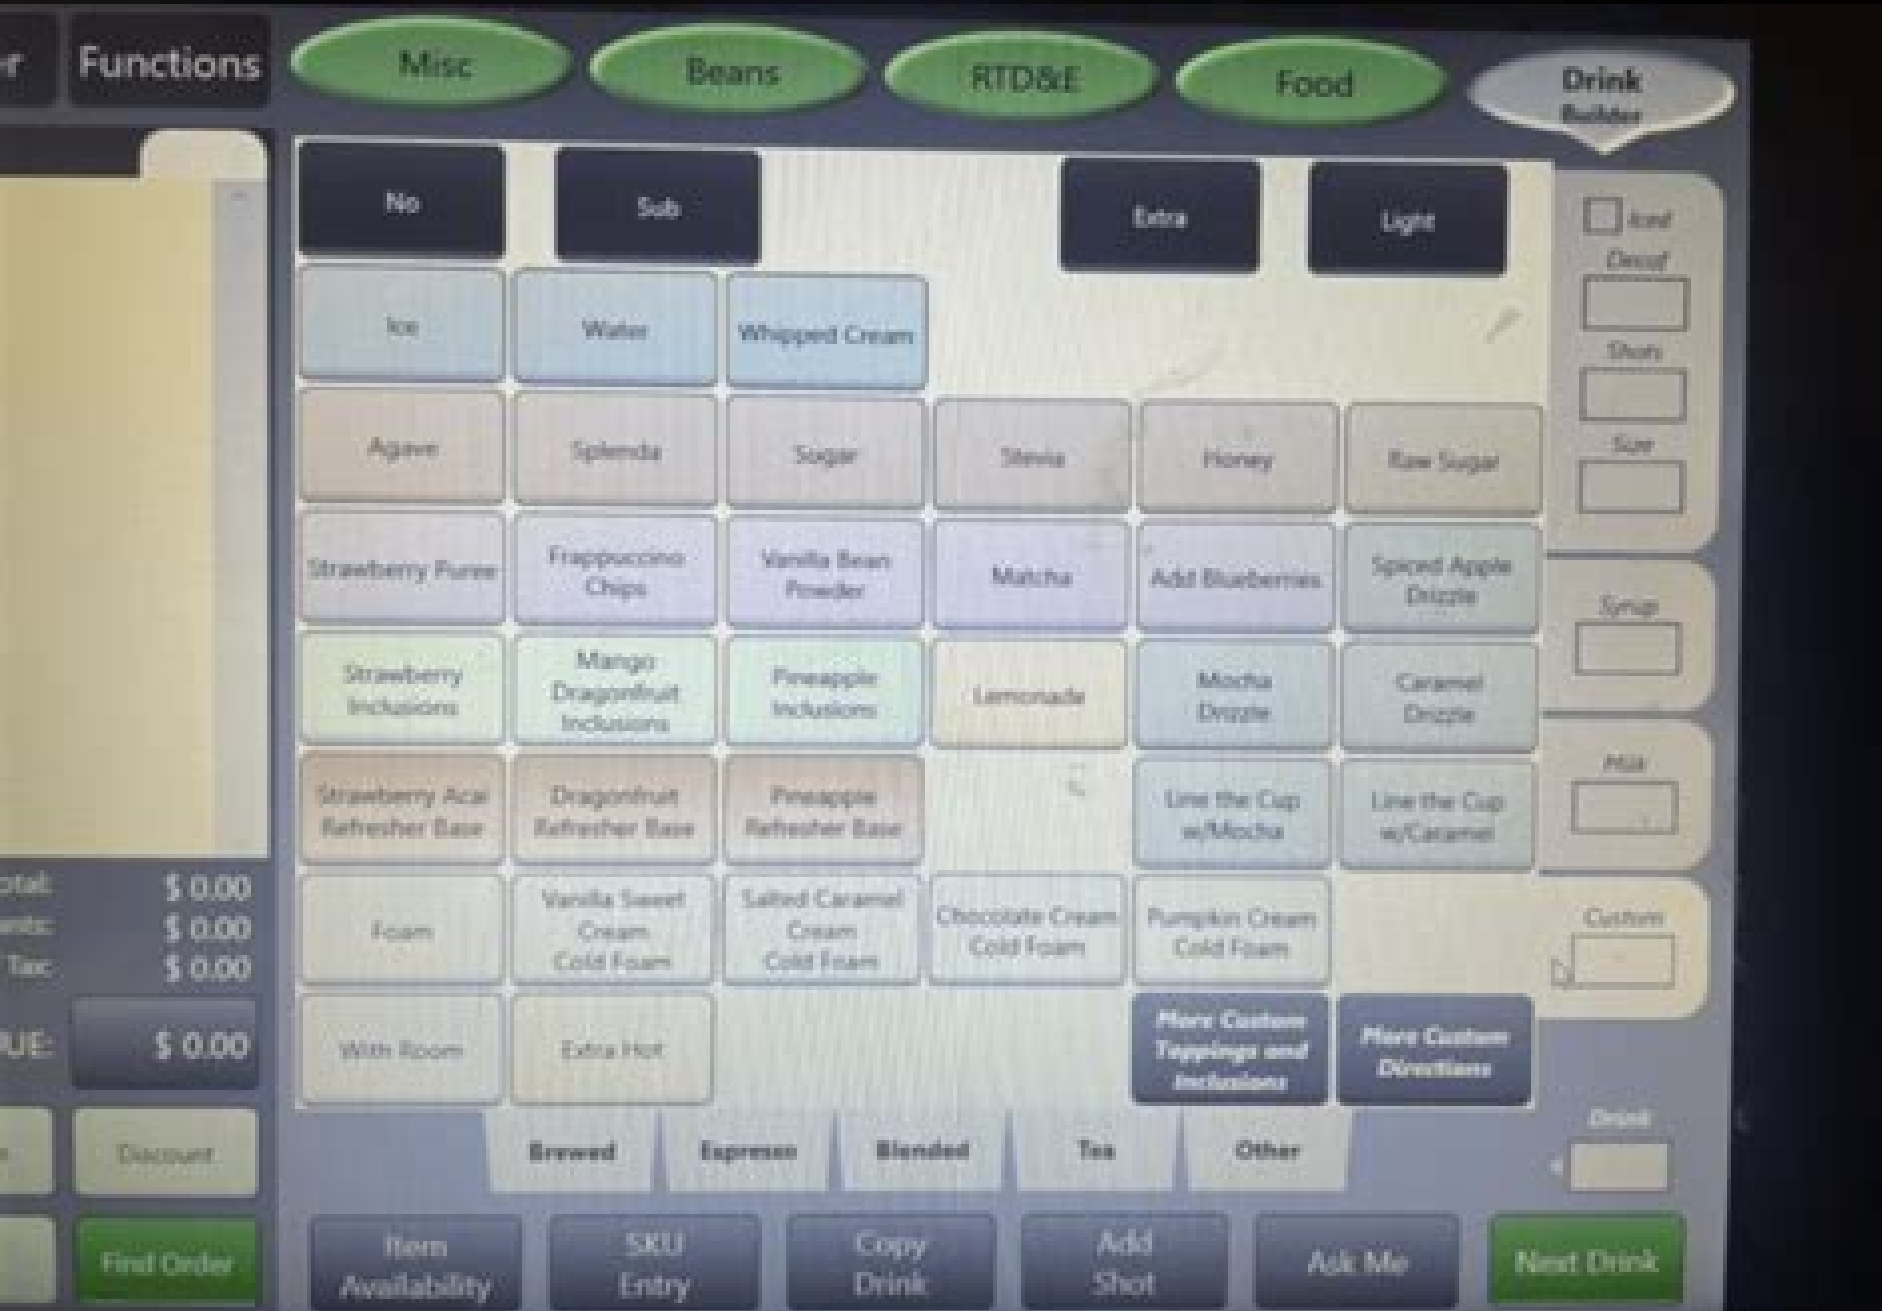 Functions
Misc
Beans
RTD&E
Food
Drink
Builder
No
Sub
Extra
Light
Iced
Decaf
Ice
Water
Whipped Cream
Shots
Agave
Splenda
Sugar
Stevia
Honey
Raw Sugar
Size
Strawberry Puree
Frappuccino
Chips
Vanilla Bean
Powder
Matcha
Add Blueberries
Spiced Apple
Drizzle
Syrup
Strawberry
Inclusions
Mango
Dragonfruit
Inclusions
Pineapple
Inclusions
Lemonade
Mocha
Drizzle
Caramel
Drizzle
Milk
Strawberry Acai
Refresher Base
Dragonfruit
Refresher Base
Pineapple
Refresher Base
Line the Cup
w/Mocha
Line the Cup
w/Caramel
$ 0.00
$ 0.00
Tax: $ 0.00
Foam
Vanilla Sweet
Cream
Cold Foam
Salted Caramel
Cream
Cold Foam
Chocolate Cream
Cold Foam
Pumpkin Cream
Cold Foam
Custom
UE: $ 0.00
With Room
Extra Hot
More Custom
Toppings and
Inclusions
More Custom
Directions
Discount
Brewed
Espresso
Blended
Tea
Other
Drink
Find Order
Item
Availability
SKU
Entry
Copy
Drink
Add
Shot
Ask Me
Next Drink